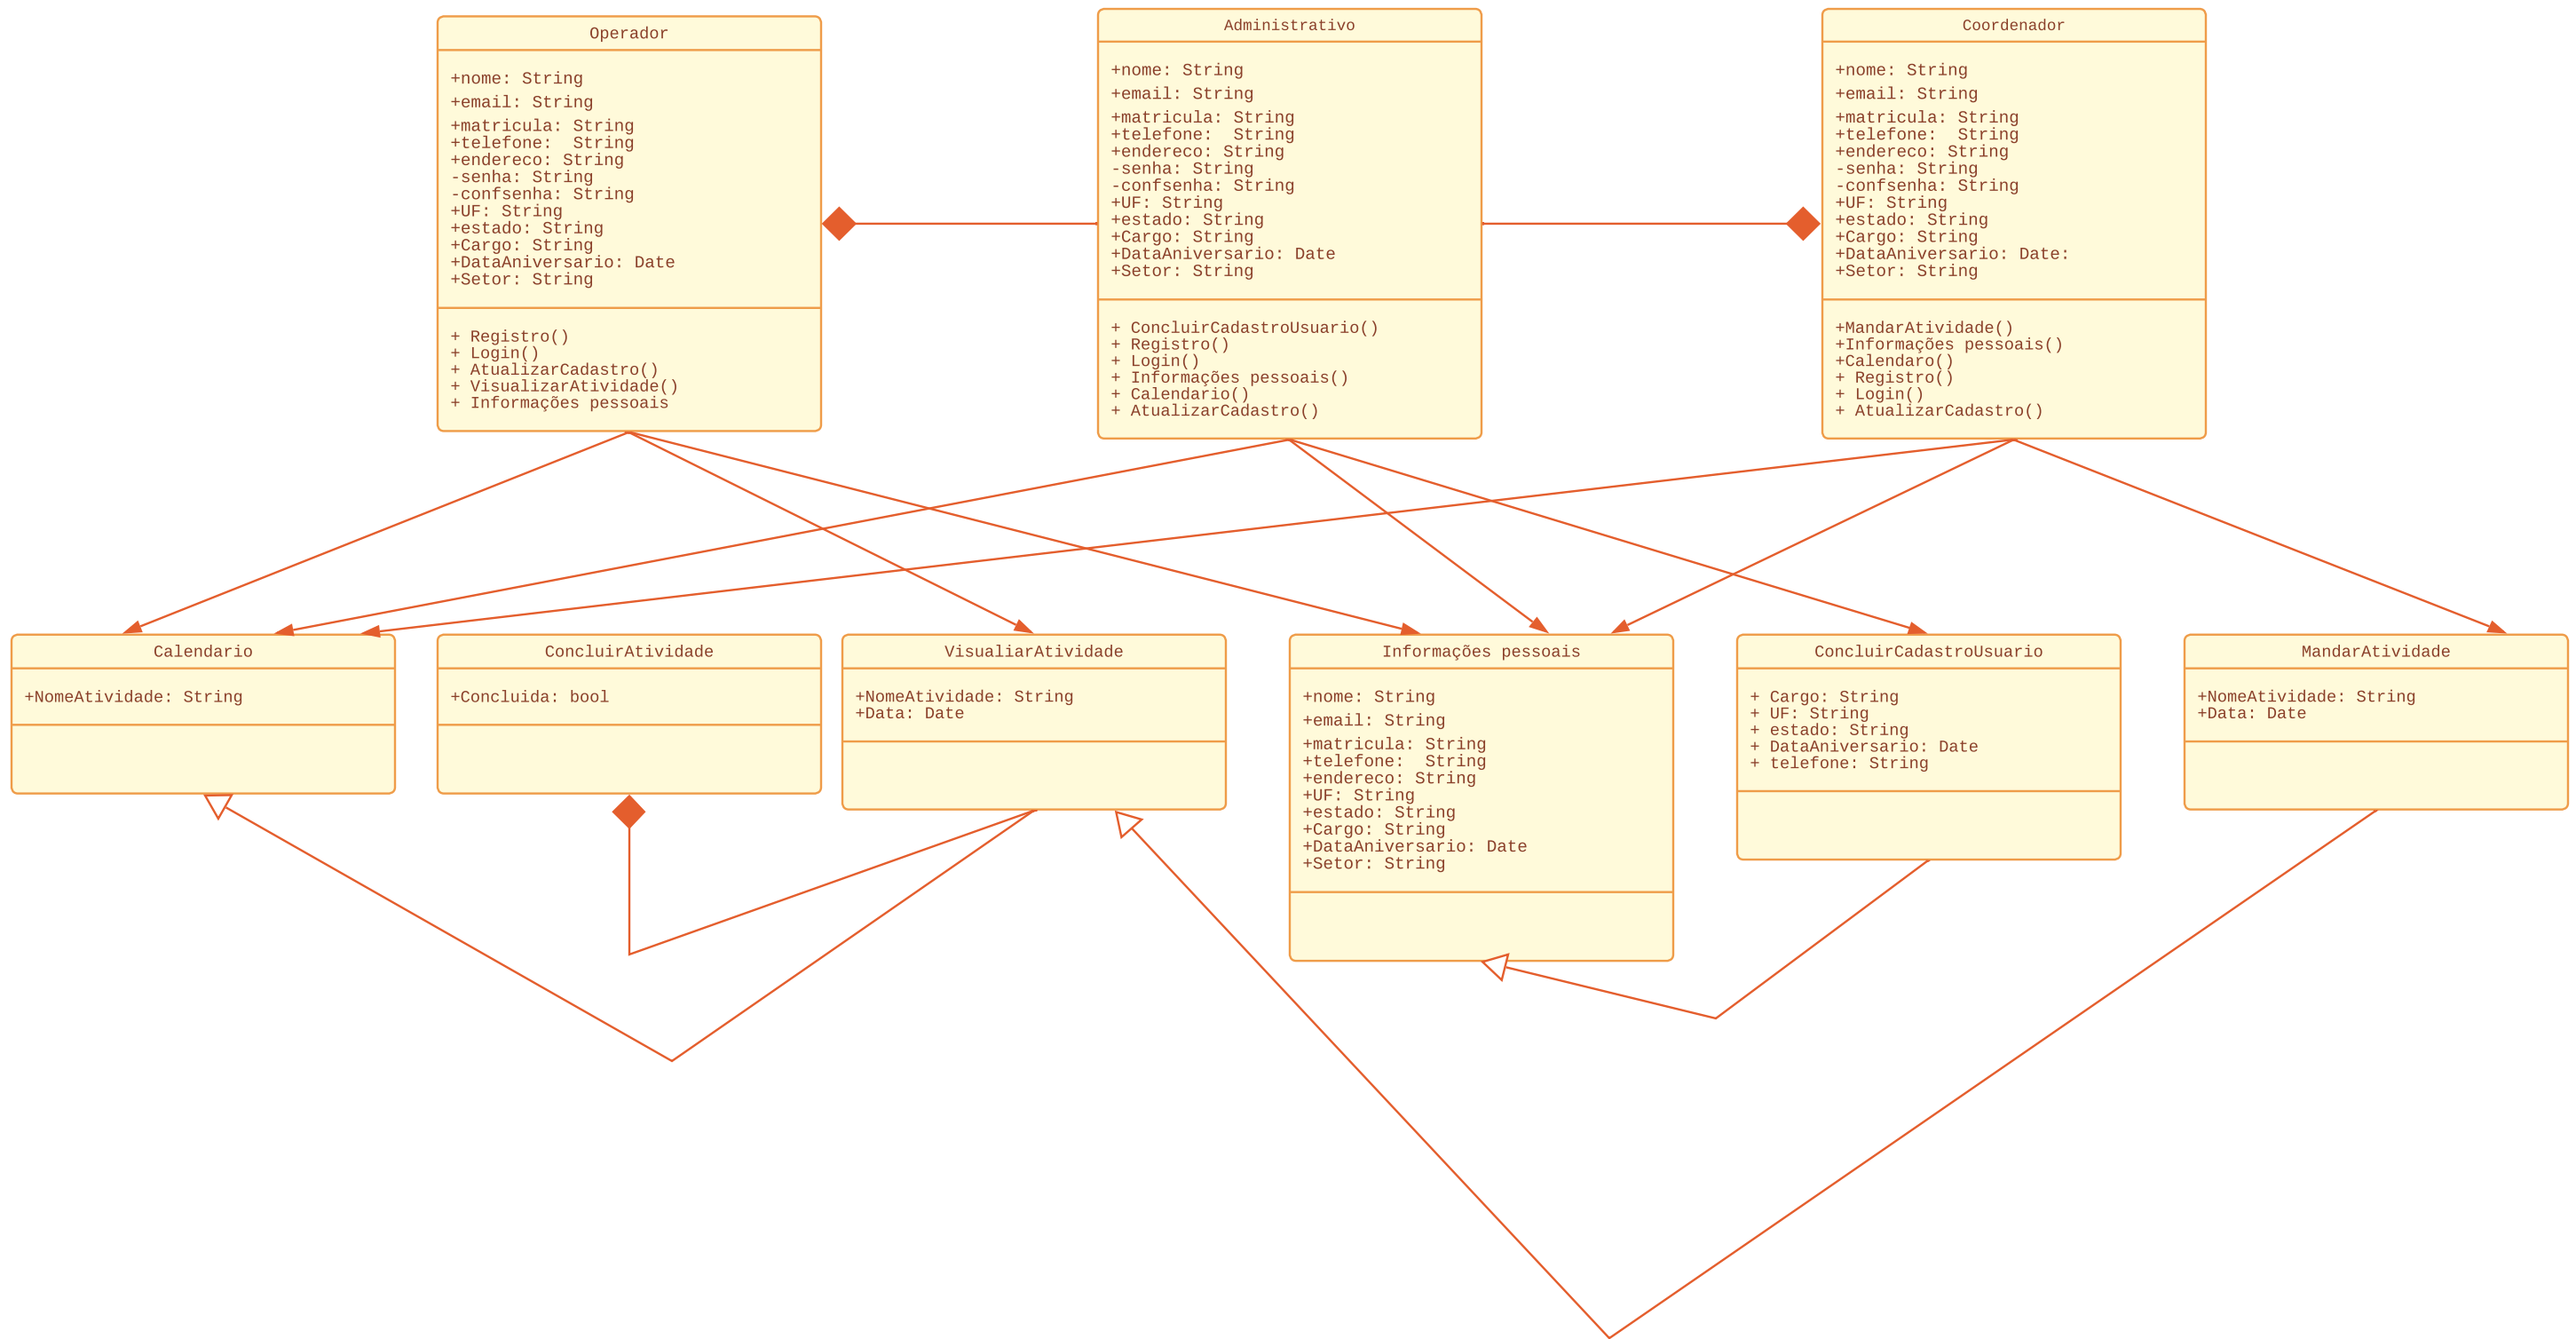 Operador
+nome: String
+email: String
+matricula: String
+telefone:  String
+endereco: String
-senha: String
-confsenha: String
+UF: String
+estado: String
+Cargo: String
+DataAniversario: Date
+Setor: String
+ Registro()
+ Login()
+ AtualizarCadastro()
+ VisualizarAtividade()
+ Informações pessoais
Administrativo
+nome: String
+email: String
+matricula: String
+telefone:  String
+endereco: String
-senha: String
-confsenha: String
+UF: String
+estado: String
+Cargo: String
+DataAniversario: Date
+Setor: String
+ ConcluirCadastroUsuario()
+ Registro()
+ Login()
+ Informações pessoais()
+ Calendario()
+ AtualizarCadastro()
Coordenador
+nome: String
+email: String
+matricula: String
+telefone:  String
+endereco: String
-senha: String
-confsenha: String
+UF: String
+estado: String
+Cargo: String
+DataAniversario: Date:
+Setor: String
+MandarAtividade()
+Informações pessoais()
+Calendaro()
+ Registro()
+ Login()
+ AtualizarCadastro()
Calendario
+NomeAtividade: String
ConcluirAtividade
+Concluida: bool
VisualiarAtividade
+NomeAtividade: String
+Data: Date
Informações pessoais
+nome: String
+email: String
+matricula: String
+telefone:  String
+endereco: String
+UF: String
+estado: String
+Cargo: String
+DataAniversario: Date
+Setor: String
ConcluirCadastroUsuario
+ Cargo: String
+ UF: String
+ estado: String
+ DataAniversario: Date
+ telefone: String
MandarAtividade
+NomeAtividade: String
+Data: Date